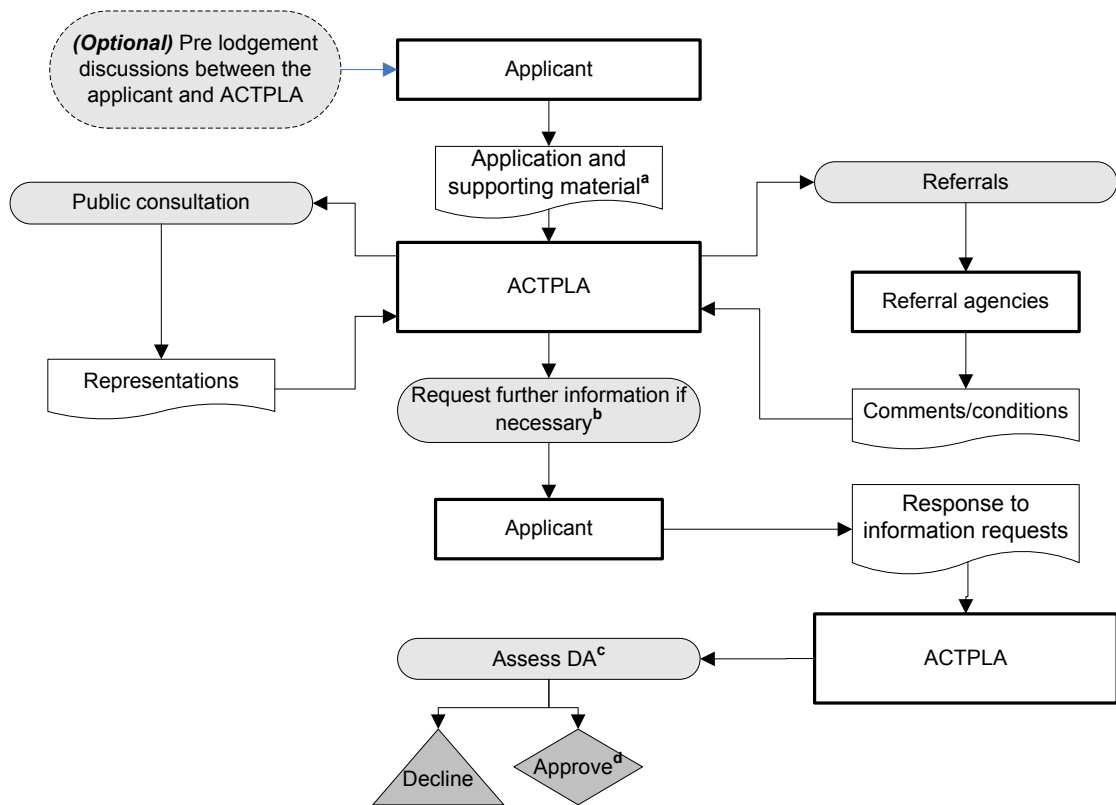 (Optional) Pre lodgement
discussions between the
applicant and ACTPLA
Applicant
Application and
supporting materialᵃ
Public consultation
Referrals
ACTPLA
Referral agencies
Representations
Request further information if
necessaryᵇ
Comments/conditions
Applicant
Response to
information requests
Assess DAᶜ
ACTPLA
Decline
Approveᵈ